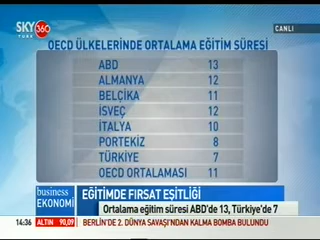 SKY
TÜRK
360
CANLI
OECD ÜLKELERİNDE ORTALAMA EĞİTİM SÜRESİ
ABD 13
ALMANYA 12
BELÇİKA 11
İSVEÇ 12
İTALYA 10
PORTEKİZ 8
TÜRKİYE 7
OECD ORTALAMASI 11
business
EKONOMİ
EĞİTİMDE FIRSAT EŞİTLİĞİ
Ortalama eğitim süresi ABD'de 13, Türkiye'de 7
14:36 ALTIN 90,09 BERLİN'DE 2. DÜNYA SAVAŞI'NDAN KALMA BOMBA BULUNDU